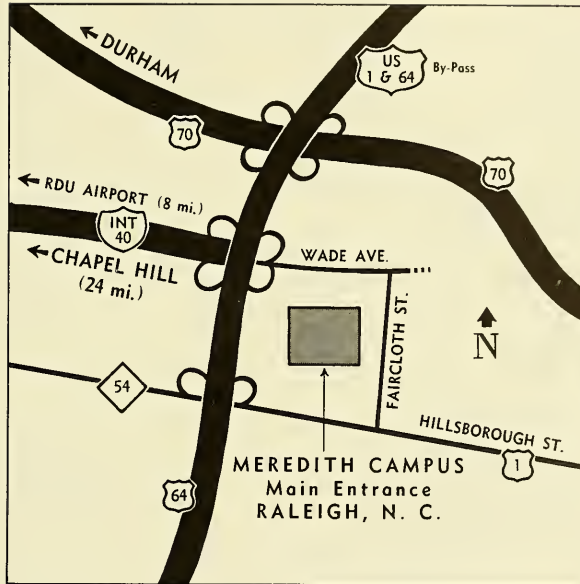 DURHAM
US
1 & 64
By-Pass
70
70
RDU AIRPORT (8 mi.)
INT
40
CHAPEL HILL
(24 mi.)
WADE AVE.
FAIRCLOTH ST.
N
54
HILLSBOROUGH ST.
1
MEREDITH CAMPUS
Main Entrance
RALEIGH, N. C.
64